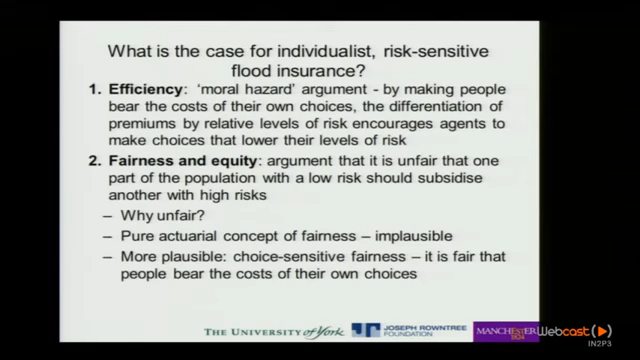 What is the case for individualist, risk-sensitive
flood insurance?
1. Efficiency: 'moral hazard' argument - by making people
bear the costs of their own choices, the differentiation of
premiums by relative levels of risk encourages agents to
make choices that lower their levels of risk
2. Fairness and equity: argument that it is unfair that one
part of the population with a low risk should subsidise
another with high risks
– Why unfair?
– Pure actuarial concept of fairness – implausible
– More plausible: choice-sensitive fairness – it is fair that
people bear the costs of their own choices
THE UNIVERSITY of York
JOSEPH ROWNTREE
FOUNDATION
MANCHESTER
1824
Webcast
IN2P3